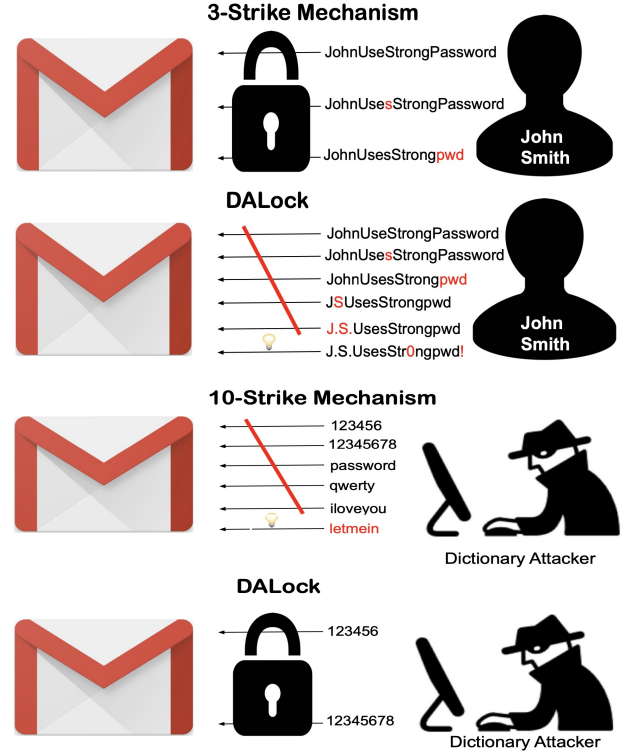 3-Strike Mechanism
JohnUseStrongPassword
JohnUsesStrongPassword
JohnUsesStrongpwd
John
Smith
DALock
JohnUseStrongPassword
JohnUsesStrongPassword
JohnUsesStrongpwd
JSUsesStrongpwd
J.S.UsesStrongpwd
J.S.UsesStr0ngpwd!
John
Smith
10-Strike Mechanism
123456
12345678
password
qwerty
iloveyou
letmein
Dictionary Attacker
DALock
123456
12345678
Dictionary Attacker